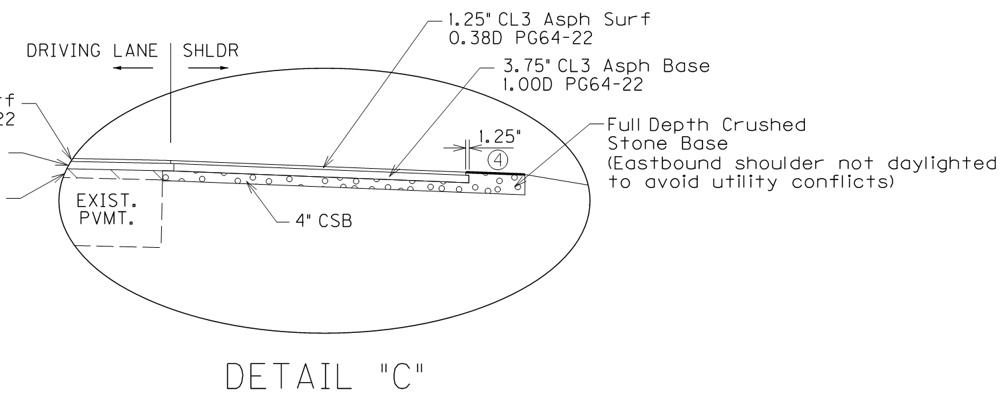 1.25" CL3 Asph Surf
0.38D PG64-22
DRIVING LANE
SHLDR
3.75" CL3 Asph Base
1.00D PG64-22
22
Full Depth Crushed
Stone Base
(Eastbound shoulder not daylighted
to avoid utility conflicts)
1.25"
4
EXIST.
PVMT.
4" CSB
DETAIL "C"